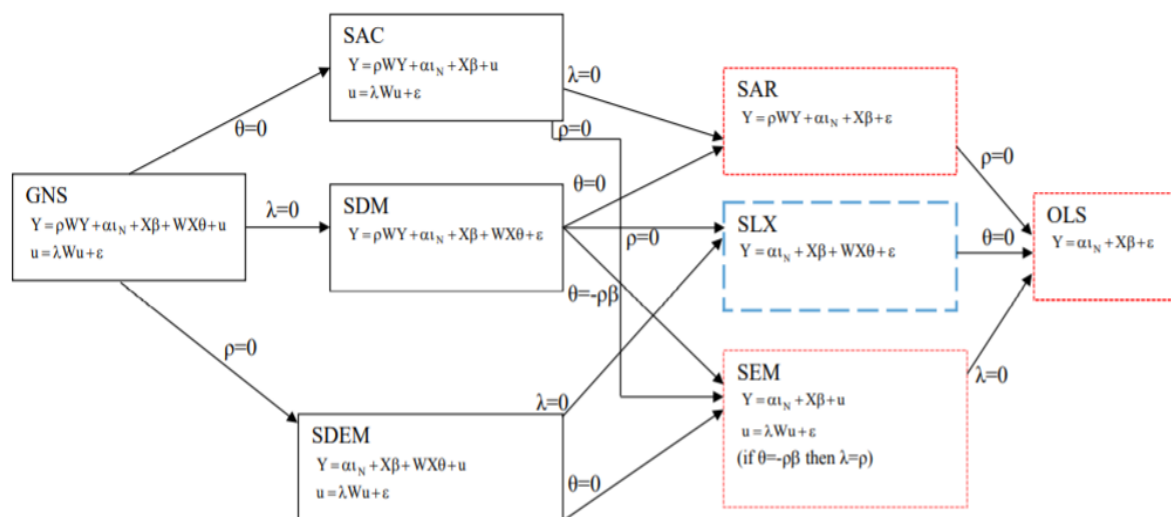 SAC
Y=ρWY+αι_N+Xβ+u
u=λWu+ε
λ=0
ρ=0
θ=0
SAR
Y=ρWY+αι_N+Xβ+ε
ρ=0
GNS
Y=ρWY+αι_N+Xβ+WXθ+u
u=λWu+ε
λ=0
SDM
Y=ρWY+αι_N+Xβ+WXθ+ε
θ=0
ρ=0
θ=-ρβ
SLX
Y=αι_N+Xβ+WXθ+ε
θ=0
OLS
Y=αι_N+Xβ+ε
ρ=0
SDEM
Y=αι_N+Xβ+WXθ+u
u=λWu+ε
λ=0
θ=0
SEM
Y=αι_N+Xβ+u
u=λWu+ε
(if θ=-ρβ then λ=ρ)
λ=0